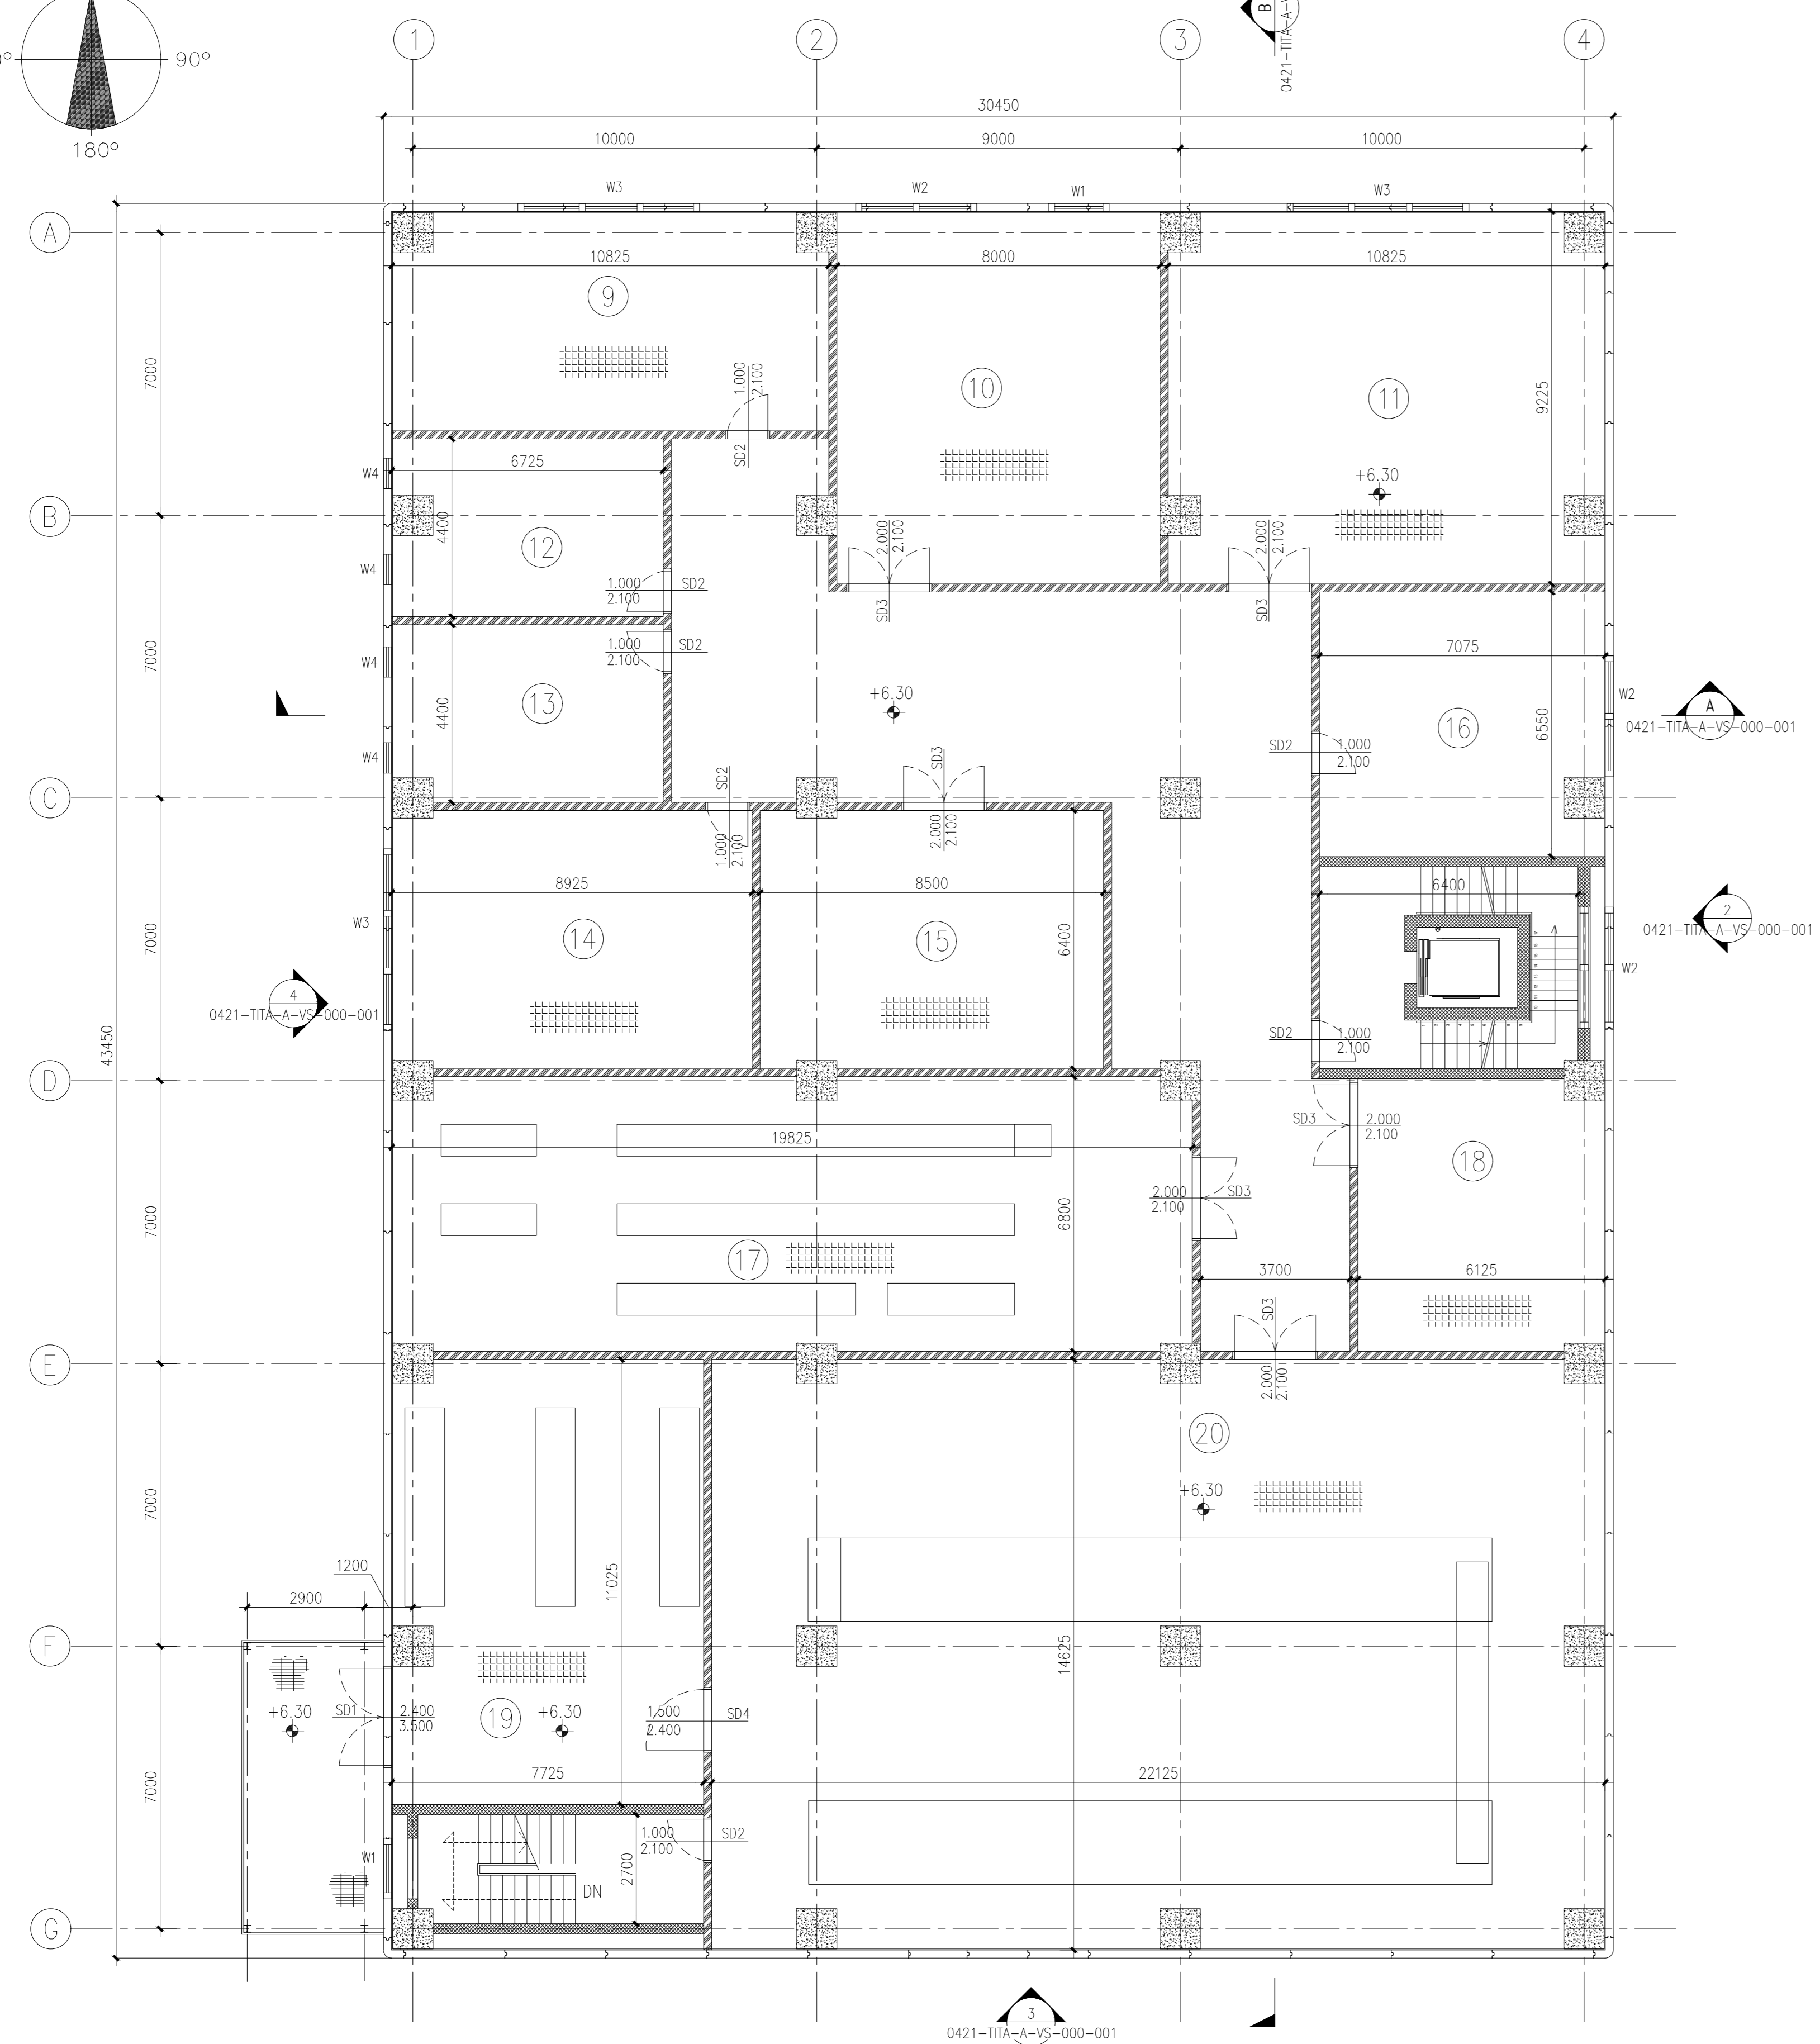 B
0421-TITA-A-V
90°
180°
1
2
3
4
30450
10000
9000
10000
W3
W2
W1
W3
A
10825
8000
10825
9
7000
1.000
2.100
10
11
9225
SD2
W4
6725
+6.30
B
4400
12
2.000
2.100
2.000
2.100
W4
1.000
2.100
SD2
SD3
SD3
7000
1.000
2.100
SD2
7075
W4
13
4400
+6.30
W2
A
0421-TITA-A-VS-000-001
16
6550
W4
SD2
SD3
SD2
1.000
2.100
C
1.000
2.100
2.000
2.100
8925
8500
6400
W3
14
15
6400
2
0421-TITA-A-VS-000-001
7000
W2
4
0421-TITA-A-VS-000-001
43450
SD2
1.000
2.100
D
SD3
2.000
2.100
19825
18
2.000
2.100
SD3
6800
7000
17
3700
6125
SD3
E
2.000
2.100
20
7000
+6.30
1200
11025
2900
F
14625
+6.30
SD1
2.400
3.500
19
+6.30
1.500
2.400
SD4
7000
7725
22125
1.000
2.100
SD2
W1
2700
DN
G
3
0421-TITA-A-VS-000-001